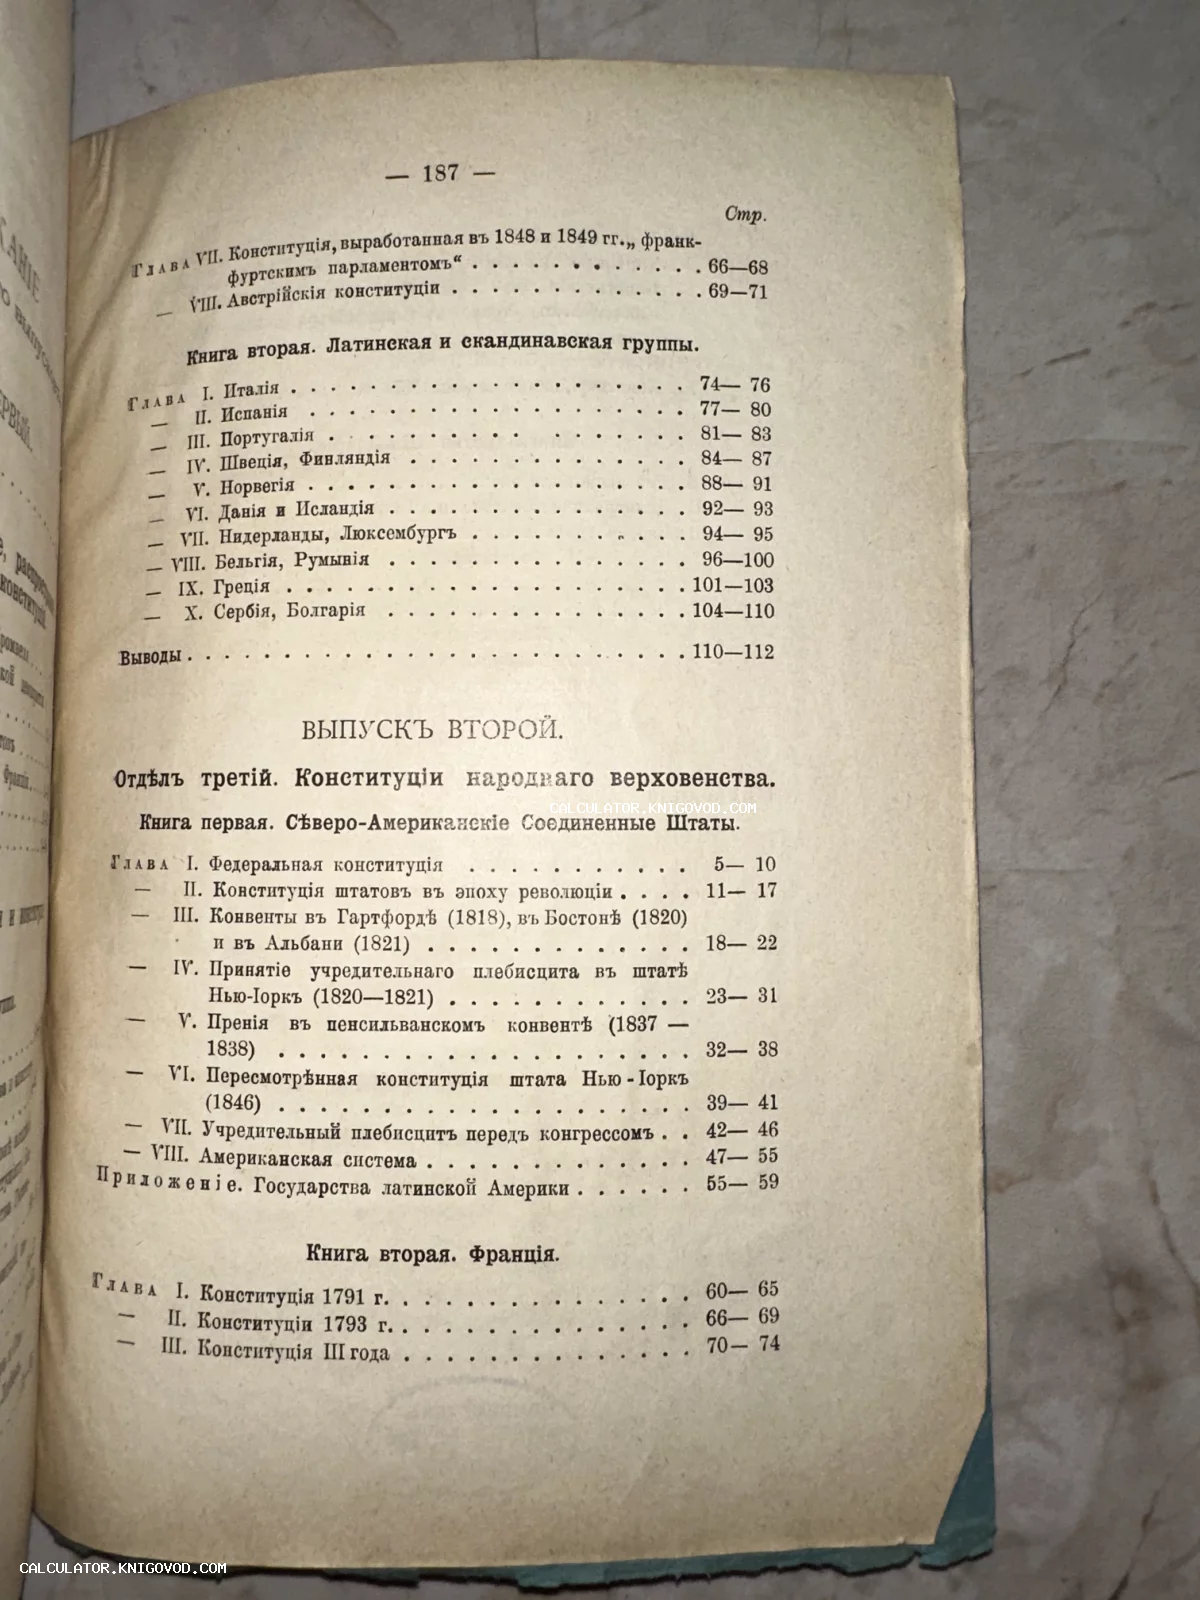 — 187 —
Стр.
Глава VII. Конституція, выработанная въ 1848 и 1849 гг. „франк-
фуртскимъ парламентомъ“ . . . . . . . . . . . 66—68
— VIII. Австрійскія конституціи . . . . . . . . . . . . 69—71
Книга вторая. Латинская и скандинавская группы.
Глава I. Италія . . . . . . . . . . . . . . . . . . 74— 76
— II. Испанія . . . . . . . . . . . . . . . . . 77— 80
— III. Португалія . . . . . . . . . . . . . . . 81— 83
— IV. Швеція, Финляндія . . . . . . . . . . . . 84— 87
— V. Норвегія . . . . . . . . . . . . . . . . . 88— 91
— VI. Данія и Исландія . . . . . . . . . . . . . 92— 93
— VII. Нидерланды, Люксембургъ . . . . . . . . . 94— 95
— VIII. Бельгія, Румынія . . . . . . . . . . . . . 96—100
— IX. Греція . . . . . . . . . . . . . . . . . . 101—103
— X. Сербія, Болгарія . . . . . . . . . . . . . 104—110
Выводы . . . . . . . . . . . . . . . . . . . . . . 110—112
ВЫПУСКЪ ВТОРОЙ.
Отдѣлъ третій. Конституціи народнаго верховенства.
CALCULATOR.KNIGOVOD.COM
Книга первая. Сѣверо-Американскіе Соединенные Штаты.
Глава I. Федеральная конституція . . . . . . . . . . 5— 10
— II. Конституція штатовъ въ эпоху революціи . . . . 11— 17
— III. Конвенты въ Гартфордѣ (1818), въ Бостонѣ (1820)
и въ Альбани (1821) . . . . . . . . . . . . 18— 22
— IV. Принятіе учредительнаго плебисцита въ штатѣ
Нью-Іоркъ (1820—1821) . . . . . . . . . . . 23— 31
— V. Пренія въ пенсильванскомъ конвентѣ (1837 —
1838) . . . . . . . . . . . . . . . . . . . 32— 38
— VI. Пересмотрѣнная конституція штата Нью-Іоркъ
(1846) . . . . . . . . . . . . . . . . . . . 39— 41
— VII. Учредительный плебисцитъ передъ конгрессомъ . . 42— 46
— VIII. Американская система . . . . . . . . . . . . 47— 55
Приложеніе. Государства латинской Америки . . . . . . 55— 59
Книга вторая. Франція.
Глава I. Конституція 1791 г. . . . . . . . . . . . . . 60— 65
— II. Конституціи 1793 г. . . . . . . . . . . . . . 66— 69
— III. Конституція III года . . . . . . . . . . . . . 70— 74
CALCULATOR.KNIGOVOD.COM